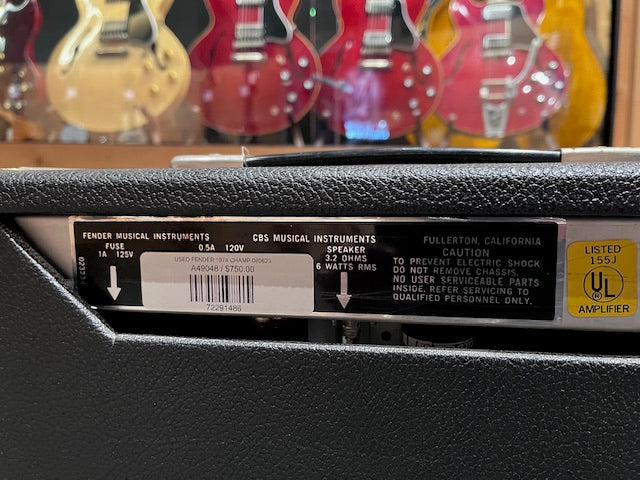 FENDER MUSICAL INSTRUMENTS
FUSE
1A 125V
0.5A 120V
CBS MUSICAL INSTRUMENTS
SPEAKER
3.2 OHMS
6 WATTS RMS
USED FENDER 1974 CHAMP 020623
A49048 / $750.00
72291486
FULLERTON, CALIFORNIA
CAUTION
TO PREVENT ELECTRIC SHOCK
DO NOT REMOVE CHASSIS.
NO USER SERVICEABLE PARTS
INSIDE. REFER SERVICING TO
QUALIFIED PERSONNEL ONLY.
LISTED
155J
UL
®
AMPLIFIER